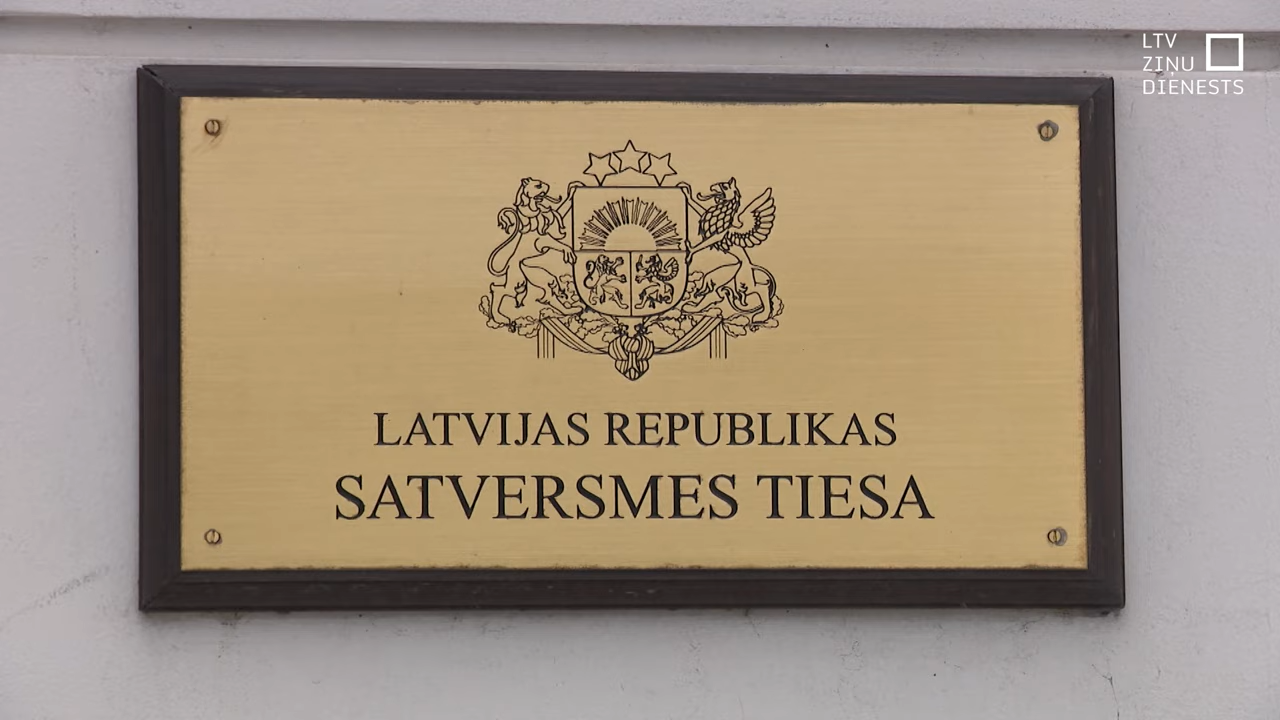 LTV
ZIŅU
DIENESTS
LATVIJAS REPUBLIKAS
SATVERSMES TIESA